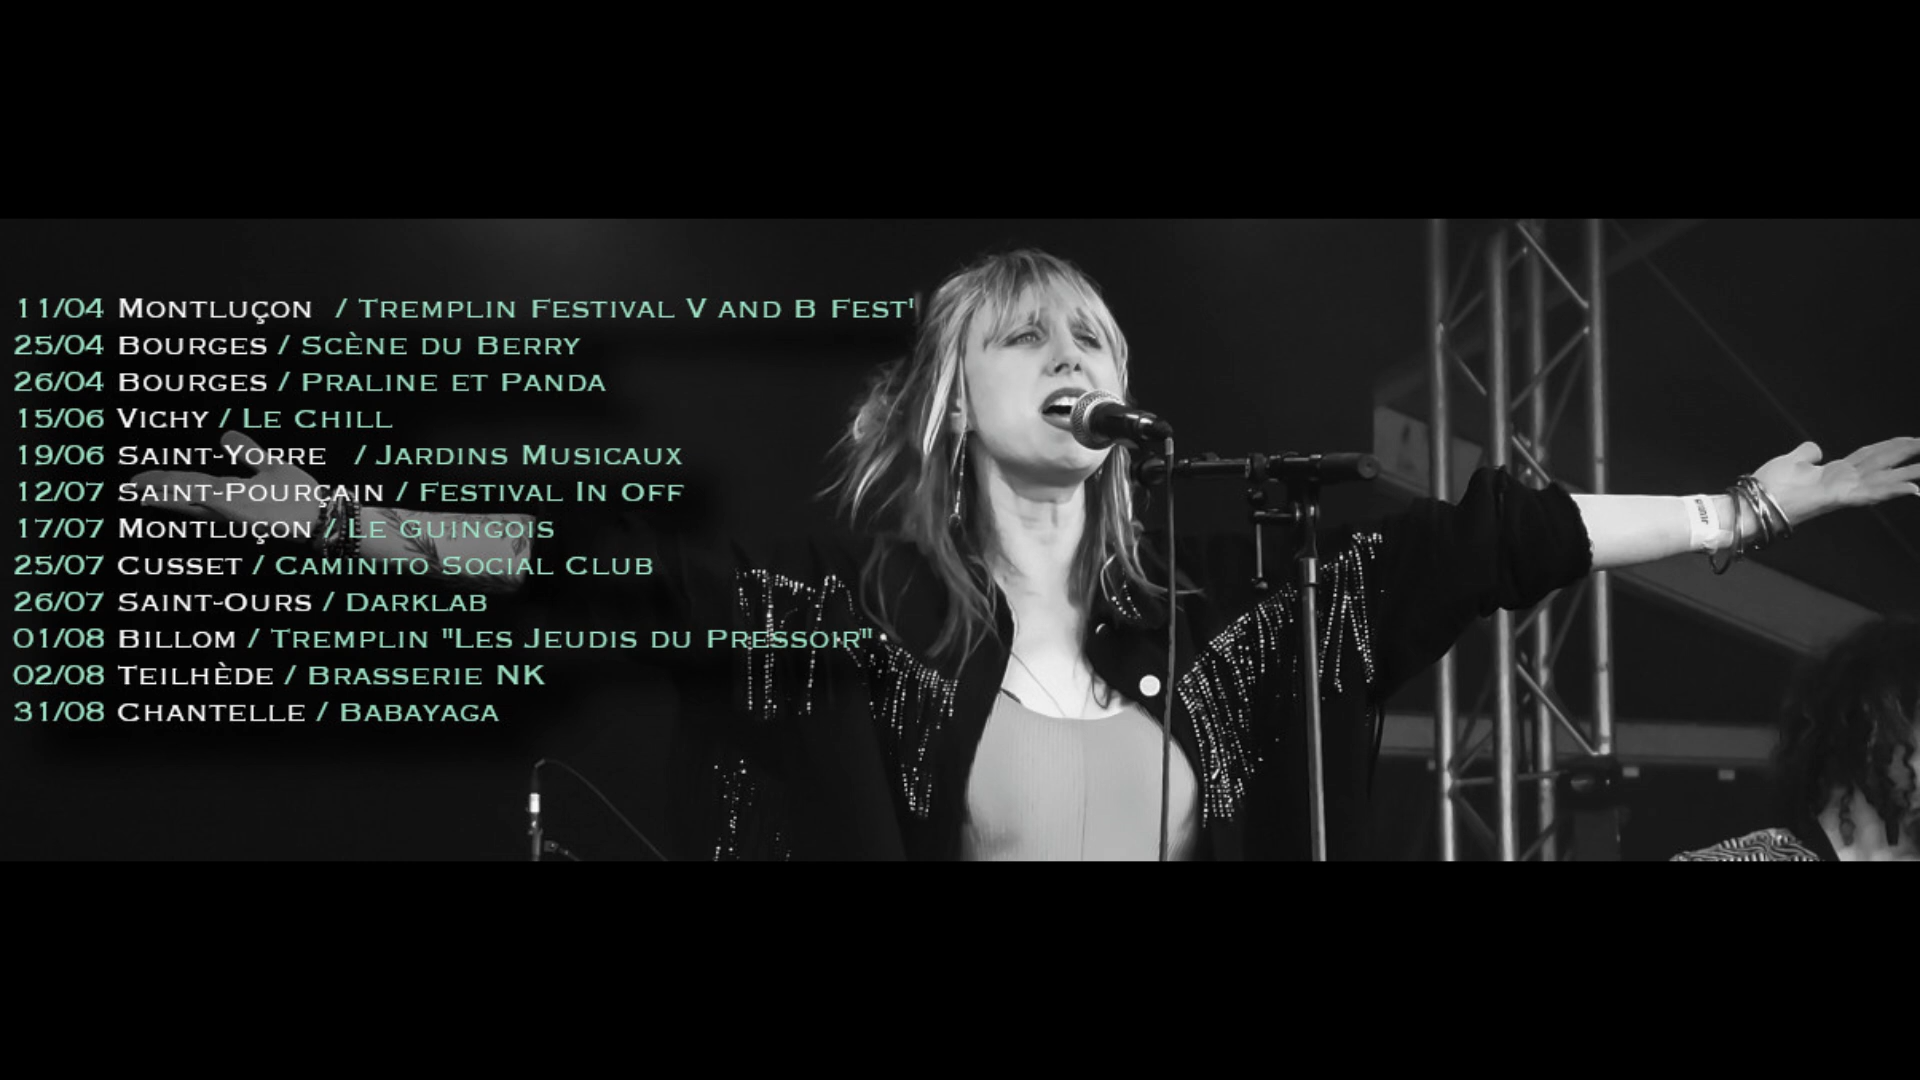 11/04 Montluçon / Tremplin Festival V and B Fest'
25/04 Bourges / Scène du Berry
26/04 Bourges / Praline et Panda
15/06 Vichy / Le Chill
19/06 Saint-Yorre / Jardins Musicaux
12/07 Saint-Pourçain / Festival In Off
17/07 Montluçon / Le guingois
25/07 Cusset / Caminito Social Club
26/07 Saint-Ours / Darklab
01/08 Billom / Tremplin "Les Jeudis du Pressoir"
02/08 Teilhède / Brasserie NK
31/08 Chantelle / Babayaga